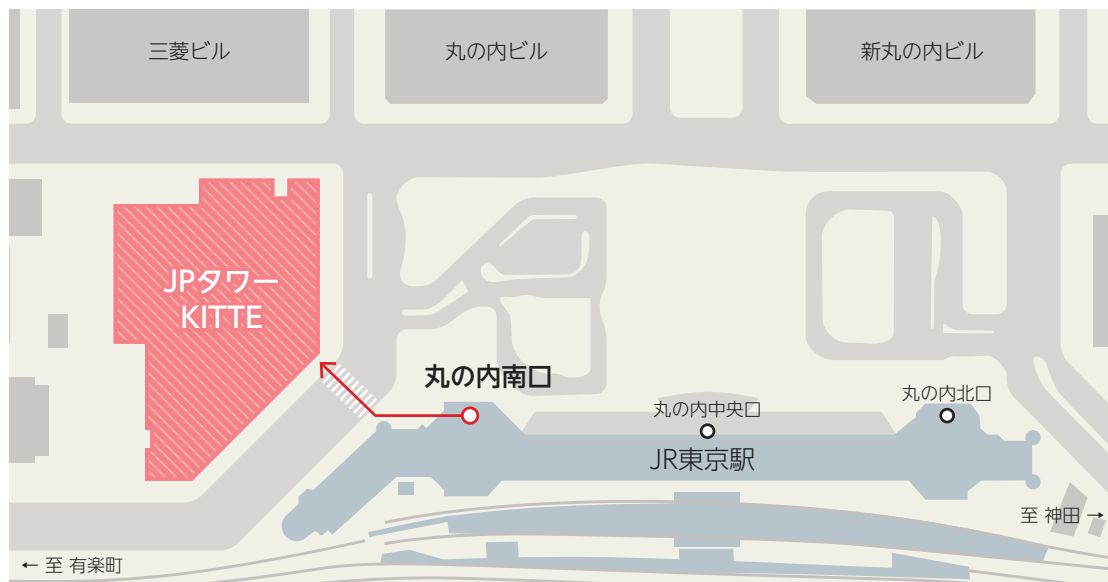 三菱ビル
丸の内ビル
新丸の内ビル
JPタワー
KITTE
丸の内南口
丸の内中央口
丸の内北口
JR東京駅
至 神田 →
← 至 有楽町